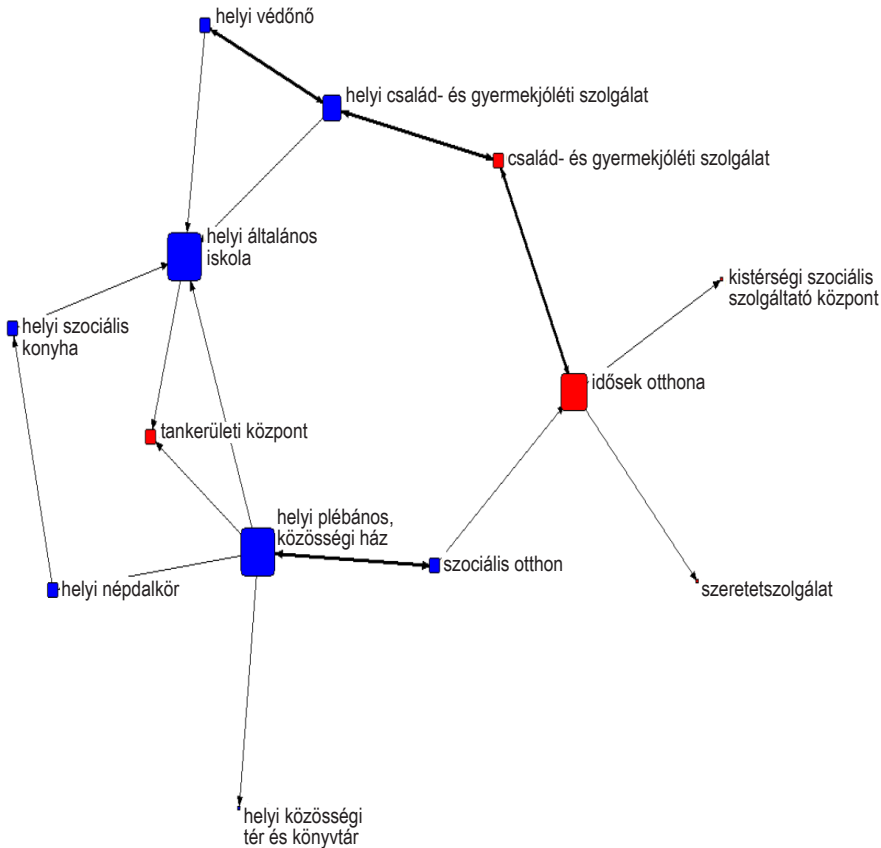 helyi védőnő
helyi család- és gyermekjóléti szolgálat
család- és gyermekjóléti szolgálat
helyi általános
iskola
kistérségi szociális
szolgáltató központ
helyi szociális
konyha
idősek otthona
tankerületi központ
helyi plébános,
közösségi ház
szociális otthon
helyi népdalkör
szeretetszolgálat
helyi közösségi
tér és könyvtár